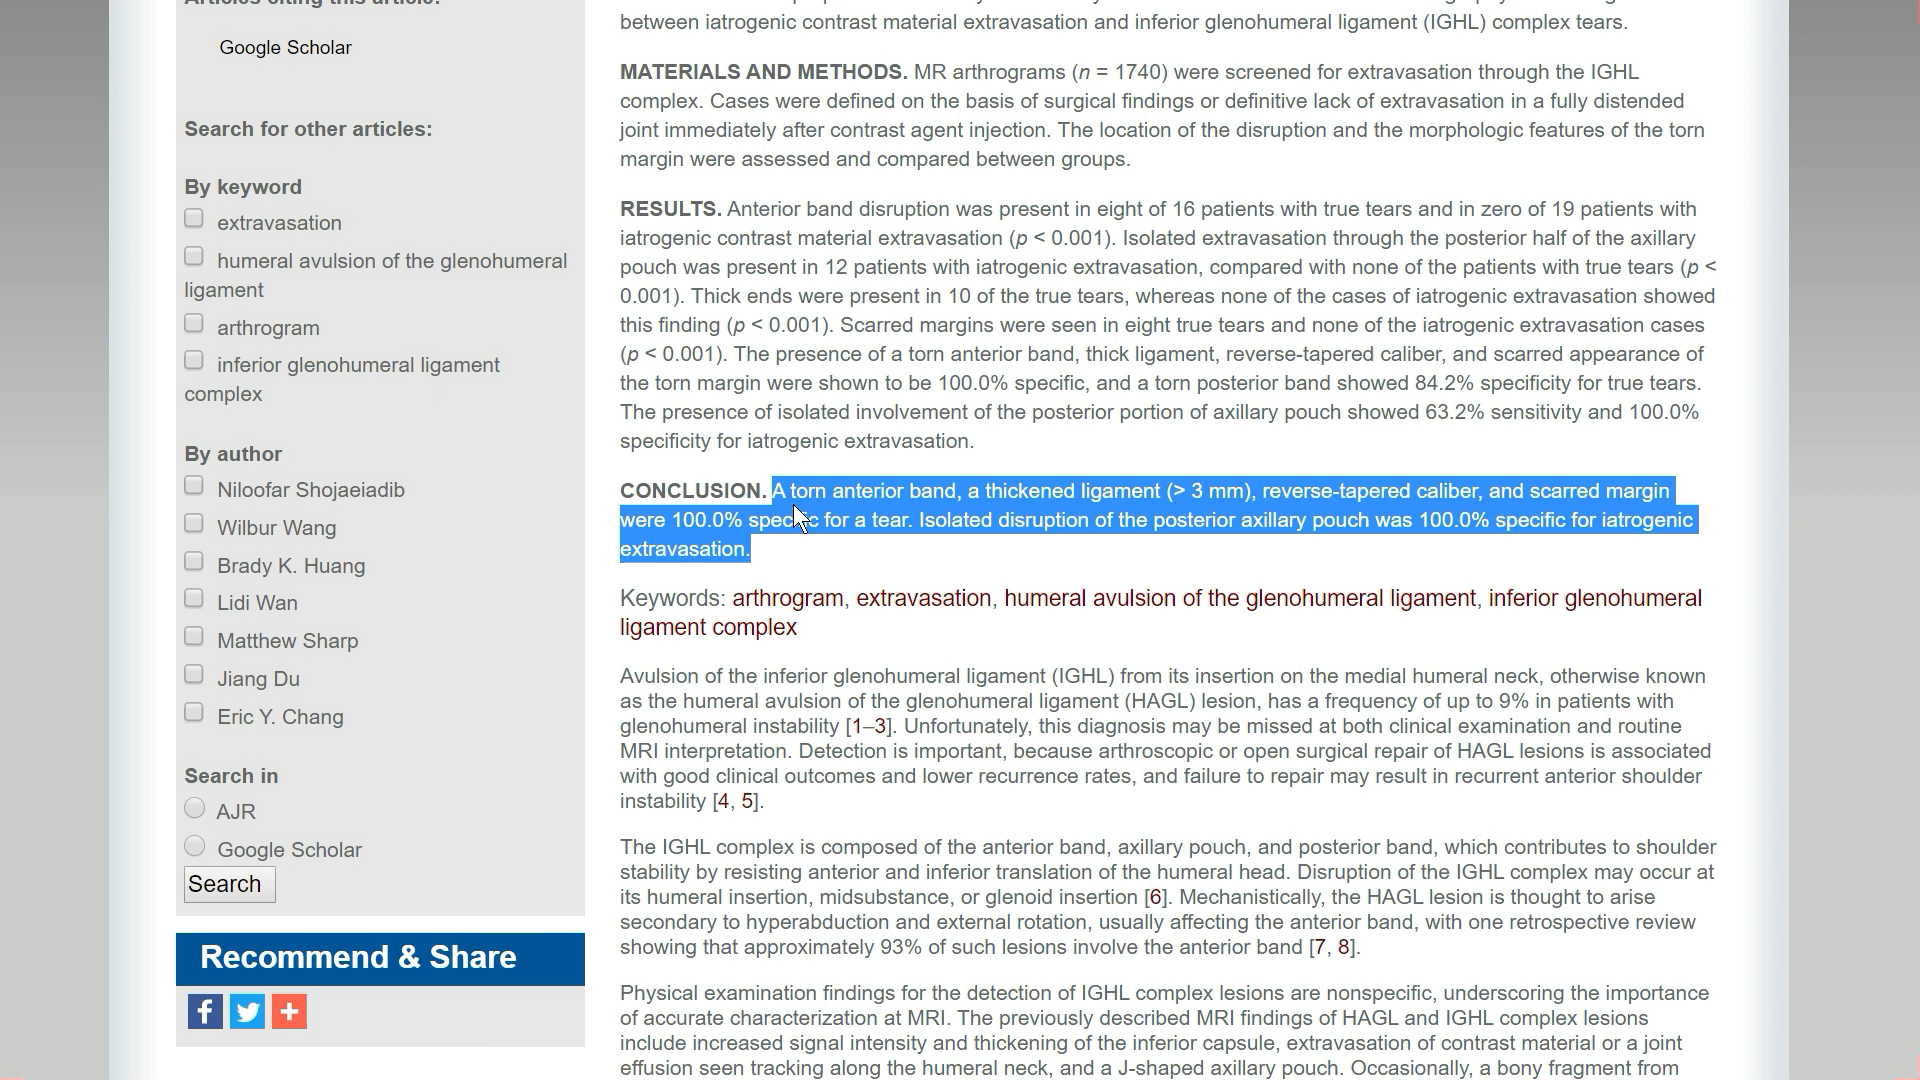 Articles citing this article:
Google Scholar
Search for other articles:
By keyword
extravasation
humeral avulsion of the glenohumeral
ligament
arthrogram
inferior glenohumeral ligament
complex
By author
Niloofar Shojaeiadib
Wilbur Wang
Brady K. Huang
Lidi Wan
Matthew Sharp
Jiang Du
Eric Y. Chang
Search in
AJR
Google Scholar
Search
Recommend & Share
between iatrogenic contrast material extravasation and inferior glenohumeral ligament (IGHL) complex tears.
MATERIALS AND METHODS. MR arthrograms (n = 1740) were screened for extravasation through the IGHL
complex. Cases were defined on the basis of surgical findings or definitive lack of extravasation in a fully distended
joint immediately after contrast agent injection. The location of the disruption and the morphologic features of the torn
margin were assessed and compared between groups.
RESULTS. Anterior band disruption was present in eight of 16 patients with true tears and in zero of 19 patients with
iatrogenic contrast material extravasation (p < 0.001). Isolated extravasation through the posterior half of the axillary
pouch was present in 12 patients with iatrogenic extravasation, compared with none of the patients with true tears (p <
0.001). Thick ends were present in 10 of the true tears, whereas none of the cases of iatrogenic extravasation showed
this finding (p < 0.001). Scarred margins were seen in eight true tears and none of the iatrogenic extravasation cases
(p < 0.001). The presence of a torn anterior band, thick ligament, reverse-tapered caliber, and scarred appearance of
the torn margin were shown to be 100.0% specific, and a torn posterior band showed 84.2% specificity for true tears.
The presence of isolated involvement of the posterior portion of axillary pouch showed 63.2% sensitivity and 100.0%
specificity for iatrogenic extravasation.
CONCLUSION. A torn anterior band, a thickened ligament (> 3 mm), reverse-tapered caliber, and scarred margin
were 100.0% specific for a tear. Isolated disruption of the posterior axillary pouch was 100.0% specific for iatrogenic
extravasation.
Keywords: arthrogram, extravasation, humeral avulsion of the glenohumeral ligament, inferior glenohumeral
ligament complex
Avulsion of the inferior glenohumeral ligament (IGHL) from its insertion on the medial humeral neck, otherwise known
as the humeral avulsion of the glenohumeral ligament (HAGL) lesion, has a frequency of up to 9% in patients with
glenohumeral instability [1–3]. Unfortunately, this diagnosis may be missed at both clinical examination and routine
MRI interpretation. Detection is important, because arthroscopic or open surgical repair of HAGL lesions is associated
with good clinical outcomes and lower recurrence rates, and failure to repair may result in recurrent anterior shoulder
instability [4, 5].
The IGHL complex is composed of the anterior band, axillary pouch, and posterior band, which contributes to shoulder
stability by resisting anterior and inferior translation of the humeral head. Disruption of the IGHL complex may occur at
its humeral insertion, midsubstance, or glenoid insertion [6]. Mechanistically, the HAGL lesion is thought to arise
secondary to hyperabduction and external rotation, usually affecting the anterior band, with one retrospective review
showing that approximately 93% of such lesions involve the anterior band [7, 8].
Physical examination findings for the detection of IGHL complex lesions are nonspecific, underscoring the importance
of accurate characterization at MRI. The previously described MRI findings of HAGL and IGHL complex lesions
include increased signal intensity and thickening of the inferior capsule, extravasation of contrast material or a joint
effusion seen tracking along the humeral neck, and a J-shaped axillary pouch. Occasionally, a bony fragment from